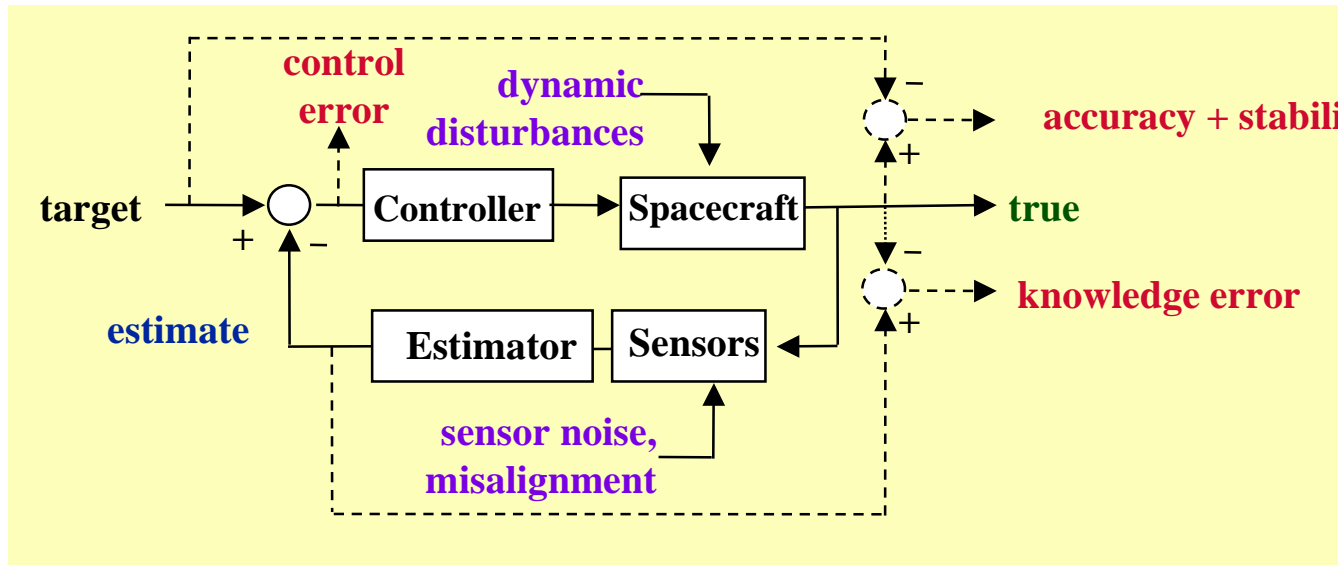 control
error
dynamic
disturbances
−
accuracy + stabili
+
target
Controller
Spacecraft
true
+
−
−
knowledge error
+
estimate
Estimator
Sensors
sensor noise,
misalignment